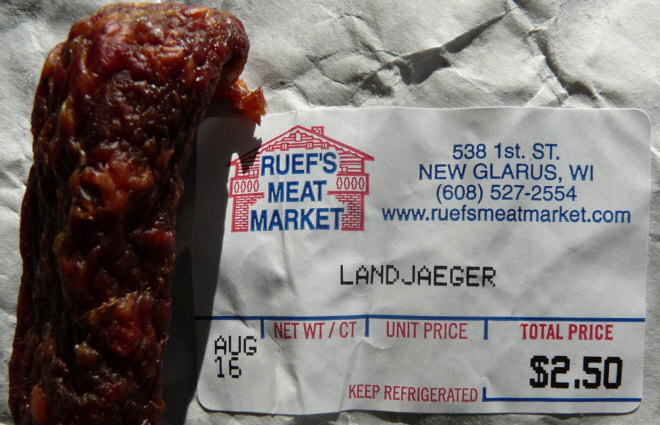 RUEF'S
MEAT
MARKET
538 1st. ST.
NEW GLARUS, WI
(608) 527-2554
www.ruefsmeatmarket.com
LANDJAEGER
AUG
16
NET WT / CT
UNIT PRICE
TOTAL PRICE
$2.50
KEEP REFRIGERATED